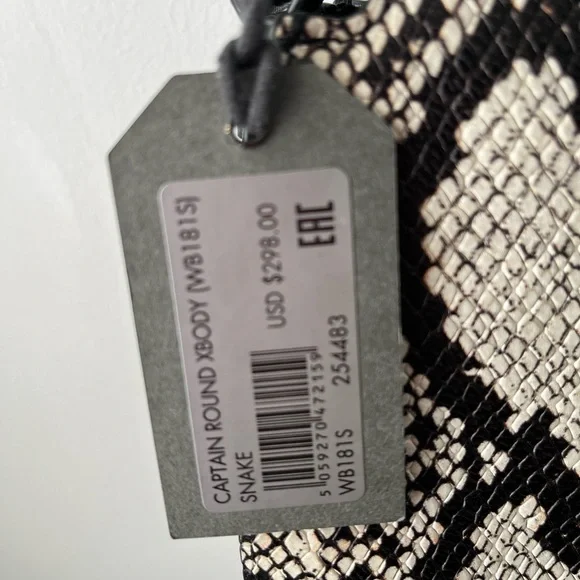 CAPTAIN ROUND XBODY (WB181S)
SNAKE
USD $298.00
EAC
5 059270 472159
WB181S 254483